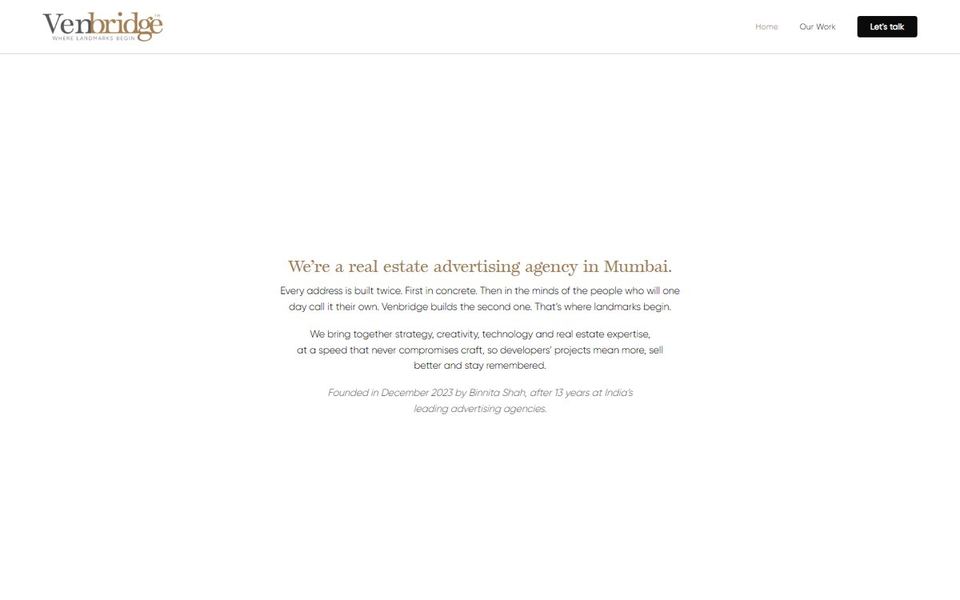 Venbridge™
WHERE LANDMARKS BEGIN
Home
Our Work
Let's talk
We're a real estate advertising agency in Mumbai.
Every address is built twice. First in concrete. Then in the minds of the people who will one
day call it their own. Venbridge builds the second one. That's where landmarks begin.
We bring together strategy, creativity, technology and real estate expertise,
at a speed that never compromises craft, so developers' projects mean more, sell
better and stay remembered.
Founded in December 2023 by Binnita Shah, after 13 years at India's
leading advertising agencies.